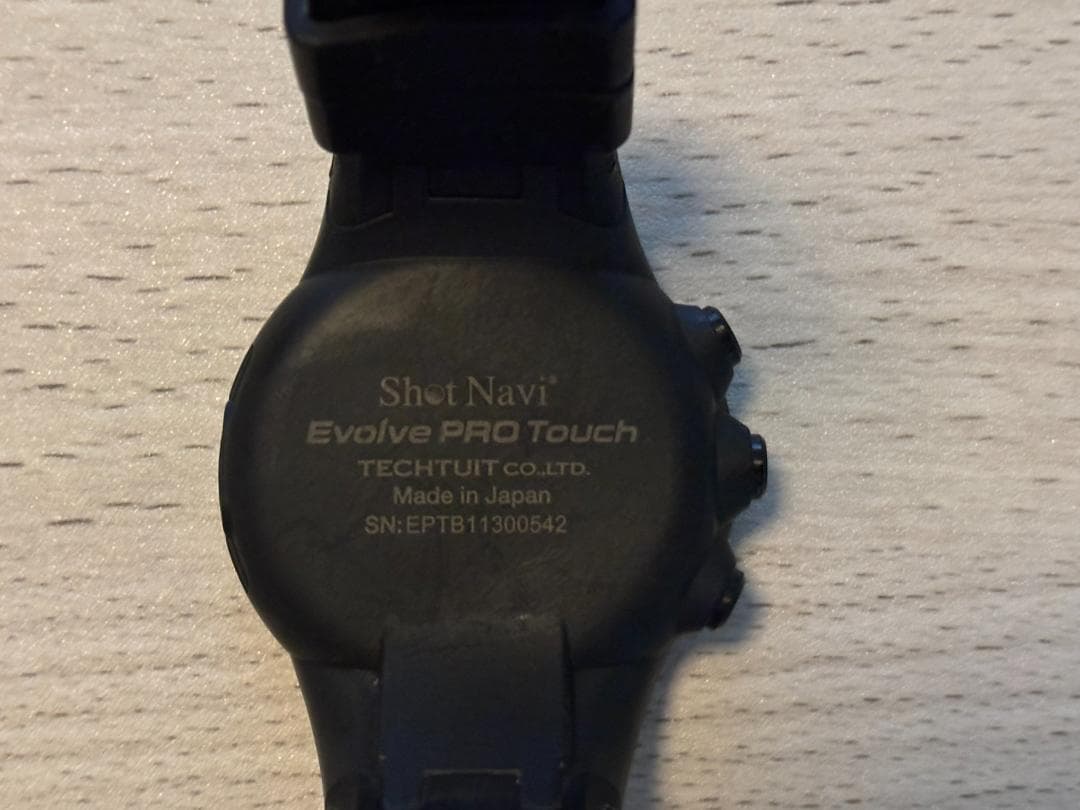 Shot Navi®
Evolve PRO Touch
TECHTUIT CO.,LTD.
Made in Japan
SN:EPTB11300542